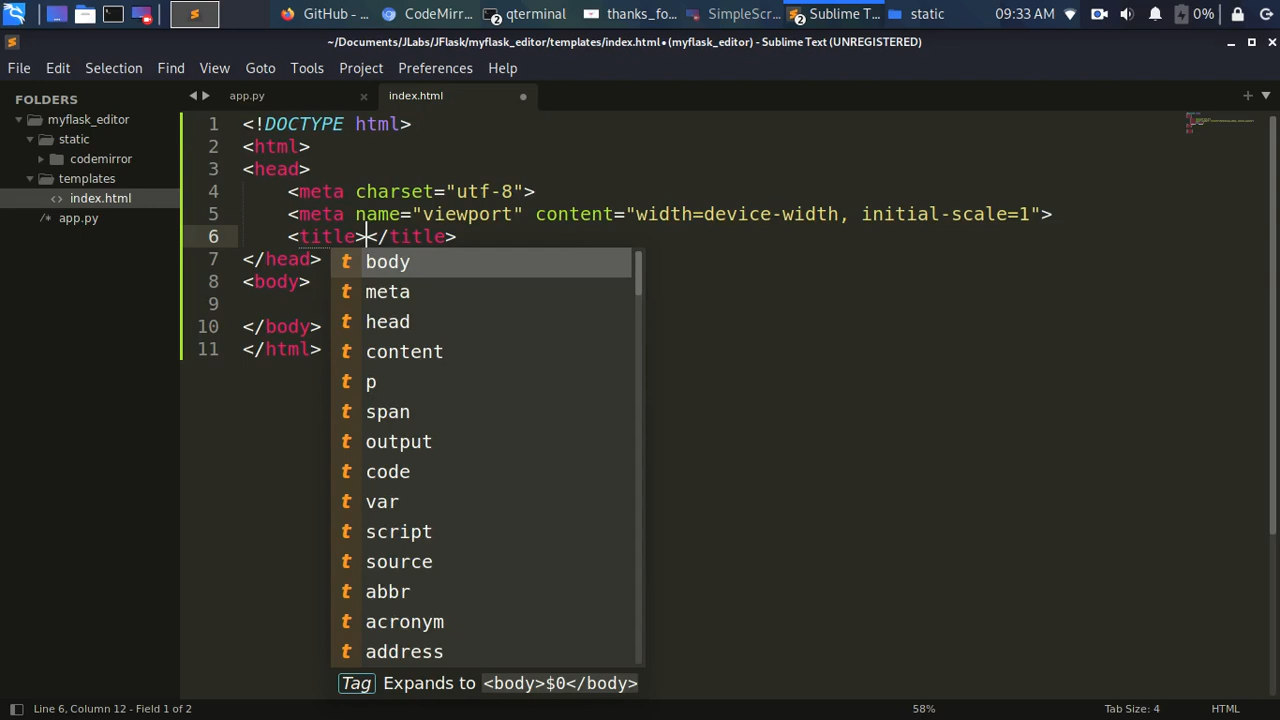 GitHub - ...
CodeMirr...
2
qterminal
thanks_fo...
SimpleScr...
2
Sublime T...
static
09:33 AM
0%
~/Documents/JLabs/JFlask/myflask_editor/templates/index.html • (myflask_editor) - Sublime Text (UNREGISTERED)
File Edit Selection Find View Goto Tools Project Preferences Help
FOLDERS
myflask_editor
static
codemirror
templates
<> index.html
/* app.py
app.py
index.html
1 <!DOCTYPE html>
2 <html>
3 <head>
4 <meta charset="utf-8">
5 <meta name="viewport" content="width=device-width, initial-scale=1">
6 <title></title>
7 </head>
8 <body>
9
10 </body>
11 </html>
t body
t meta
t head
t content
t p
t span
t output
t code
t var
t script
t source
t abbr
t acronym
t address
Tag Expands to <body>$0</body>
Line 6, Column 12 - Field 1 of 2
58%
Tab Size: 4
HTML